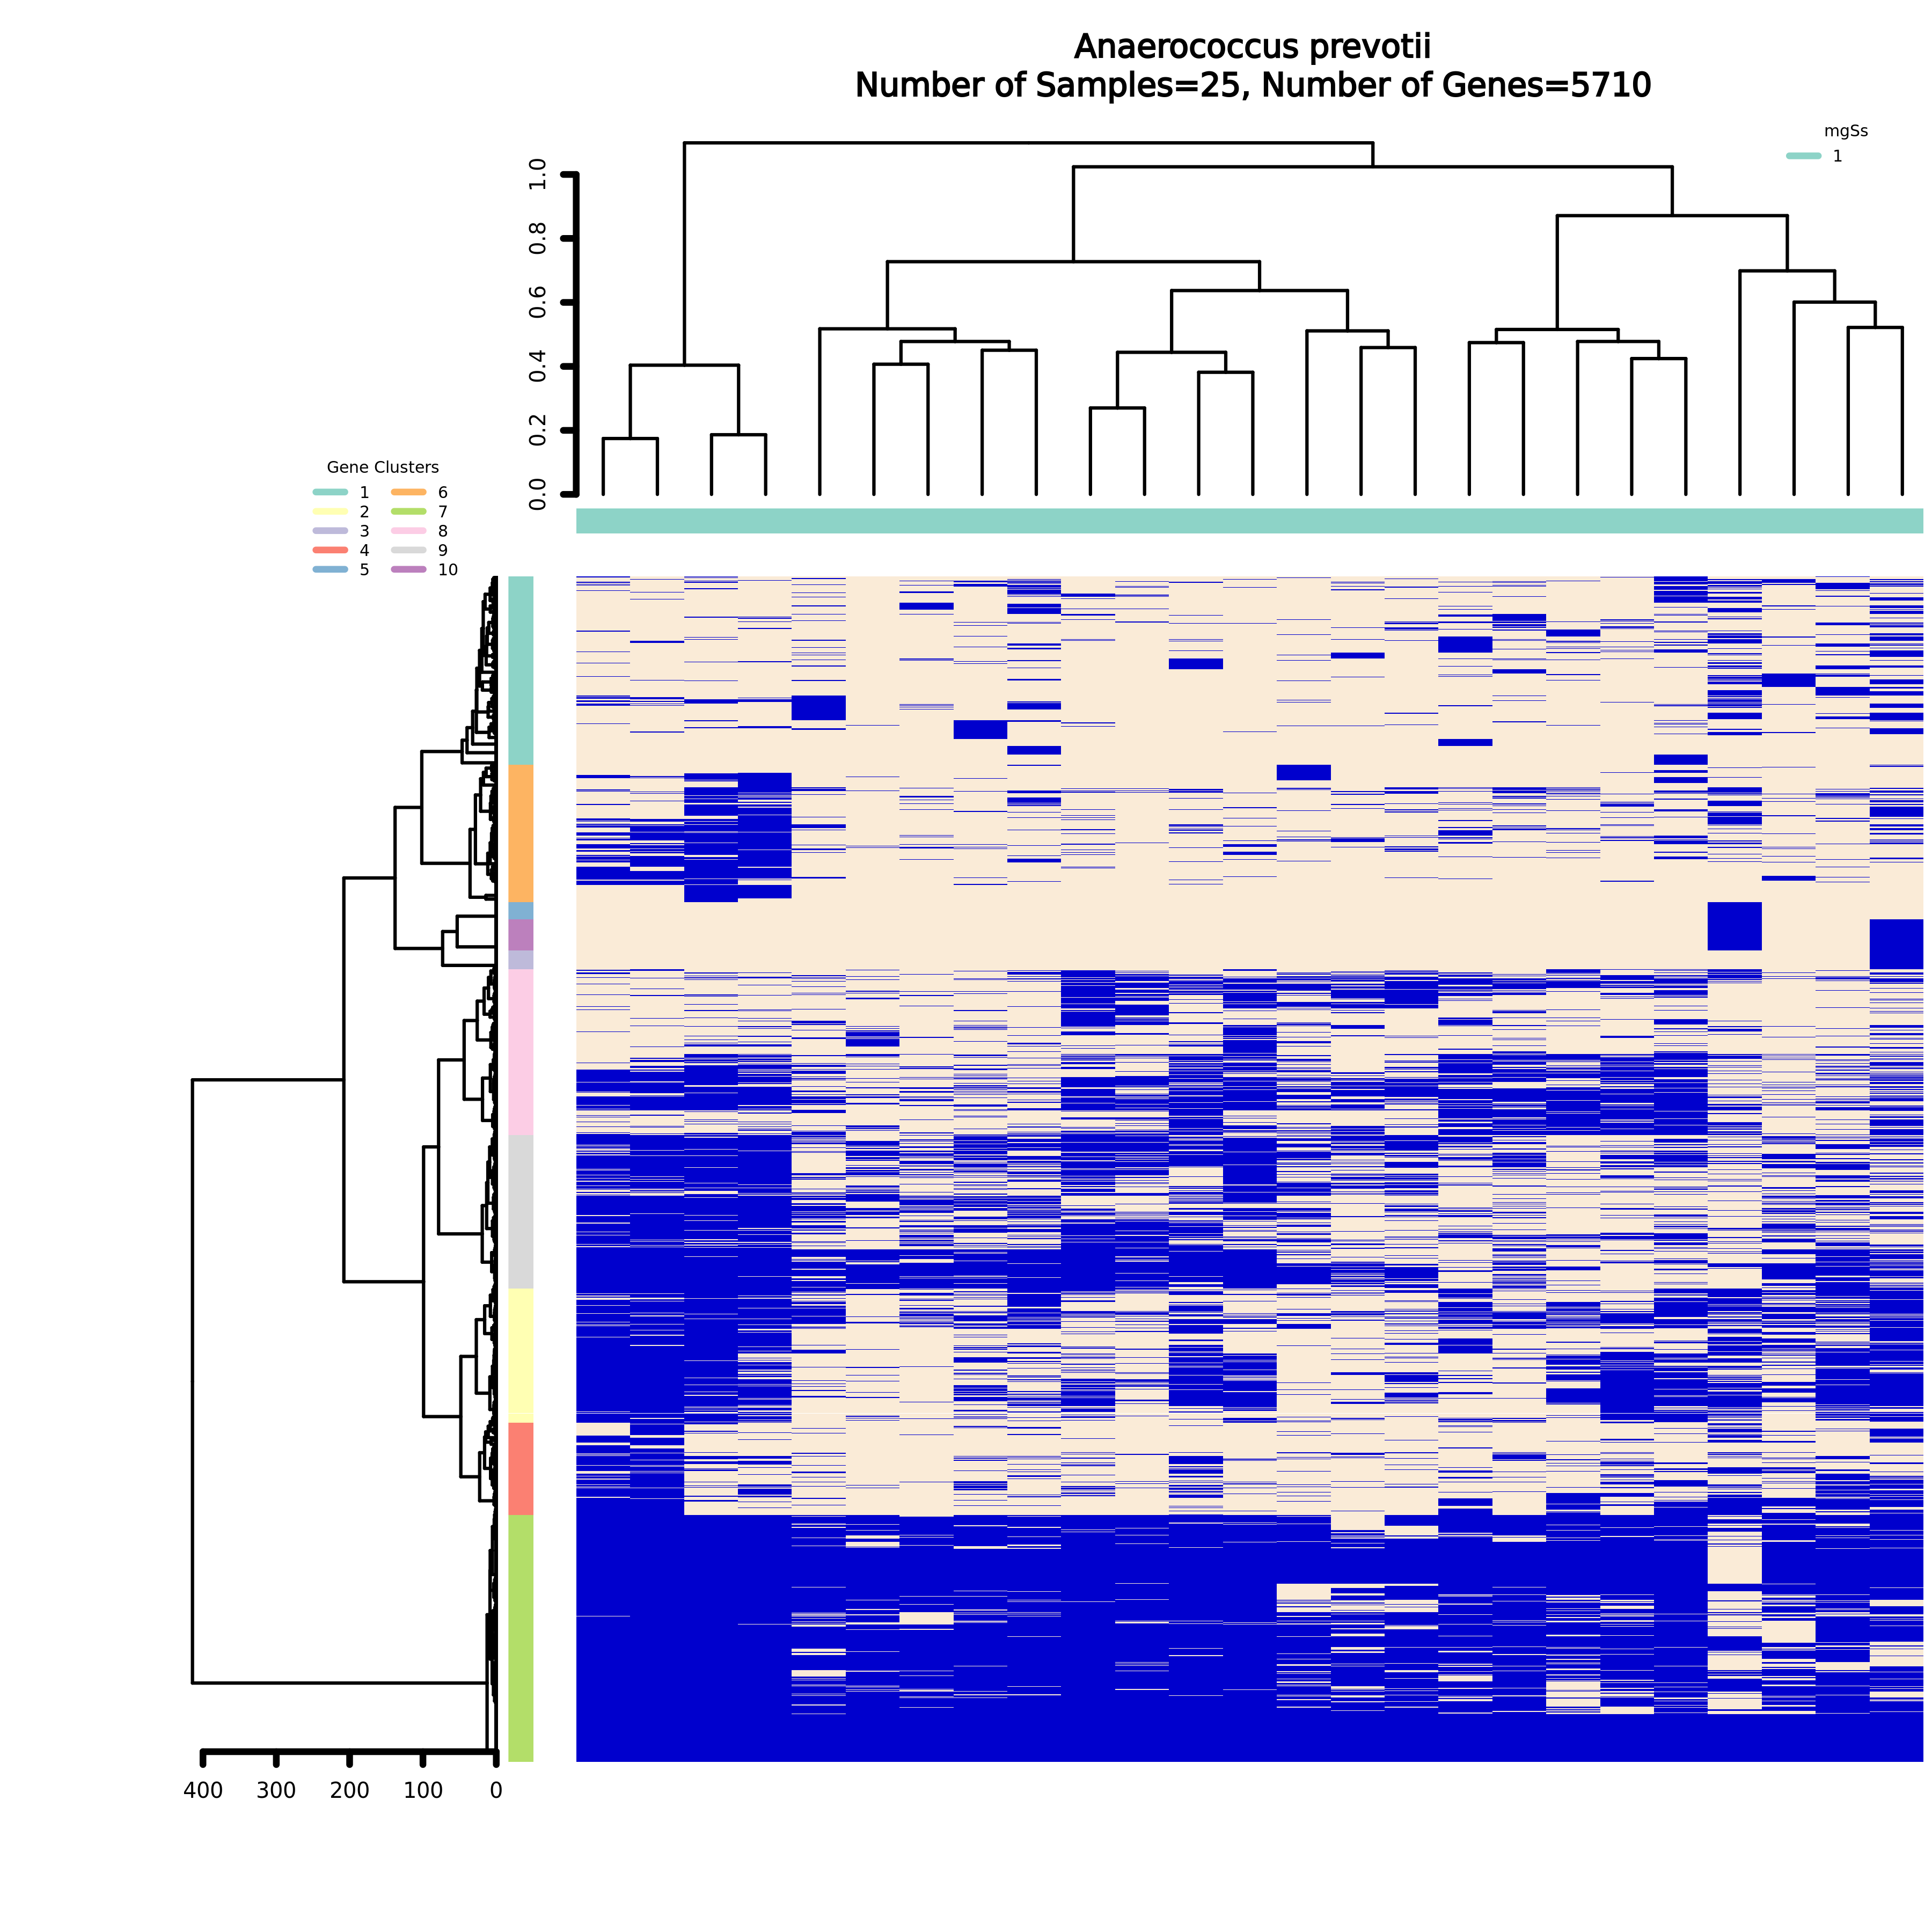 Anaerococcus prevotii
Number of Samples=25, Number of Genes=5710
mgSs
1
1.0
0.8
0.6
0.4
0.2
0.0
Gene Clusters
1 6
2 7
3 8
4 9
5 10
400 300 200 100 0